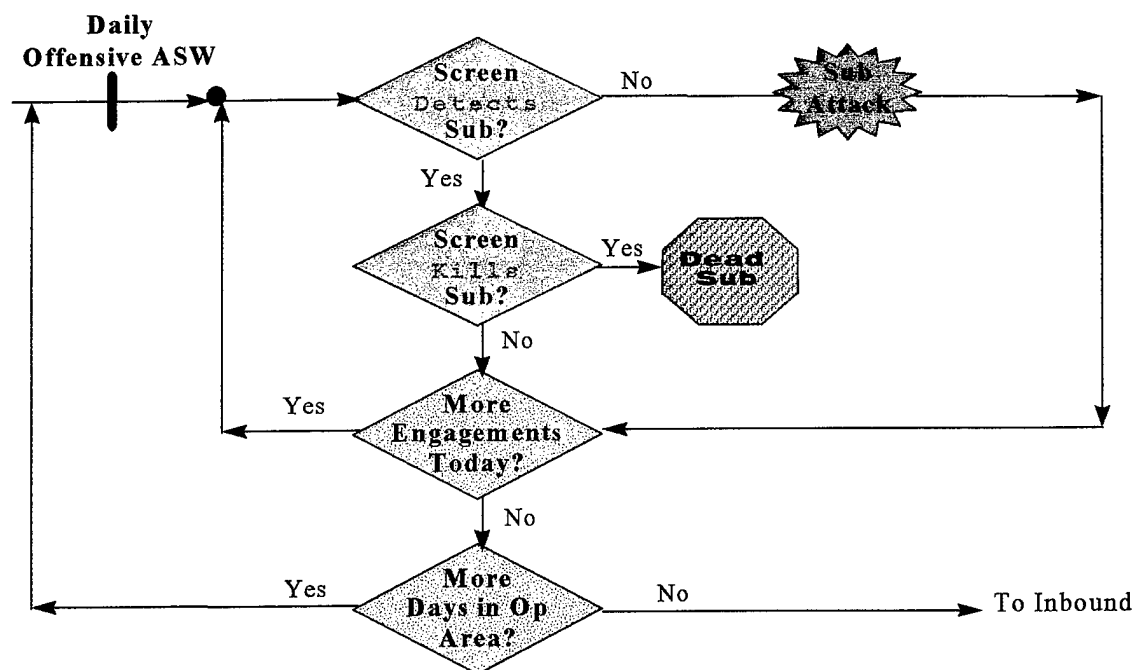 Daily
Offensive ASW
Screen
Detects
Sub?
No
Sub
Attack
Yes
Screen
Kills
Sub?
Yes
Dead
Sub
No
More
Engagements
Today?
Yes
No
More
Days in Op
Area?
Yes
No
To Inbound